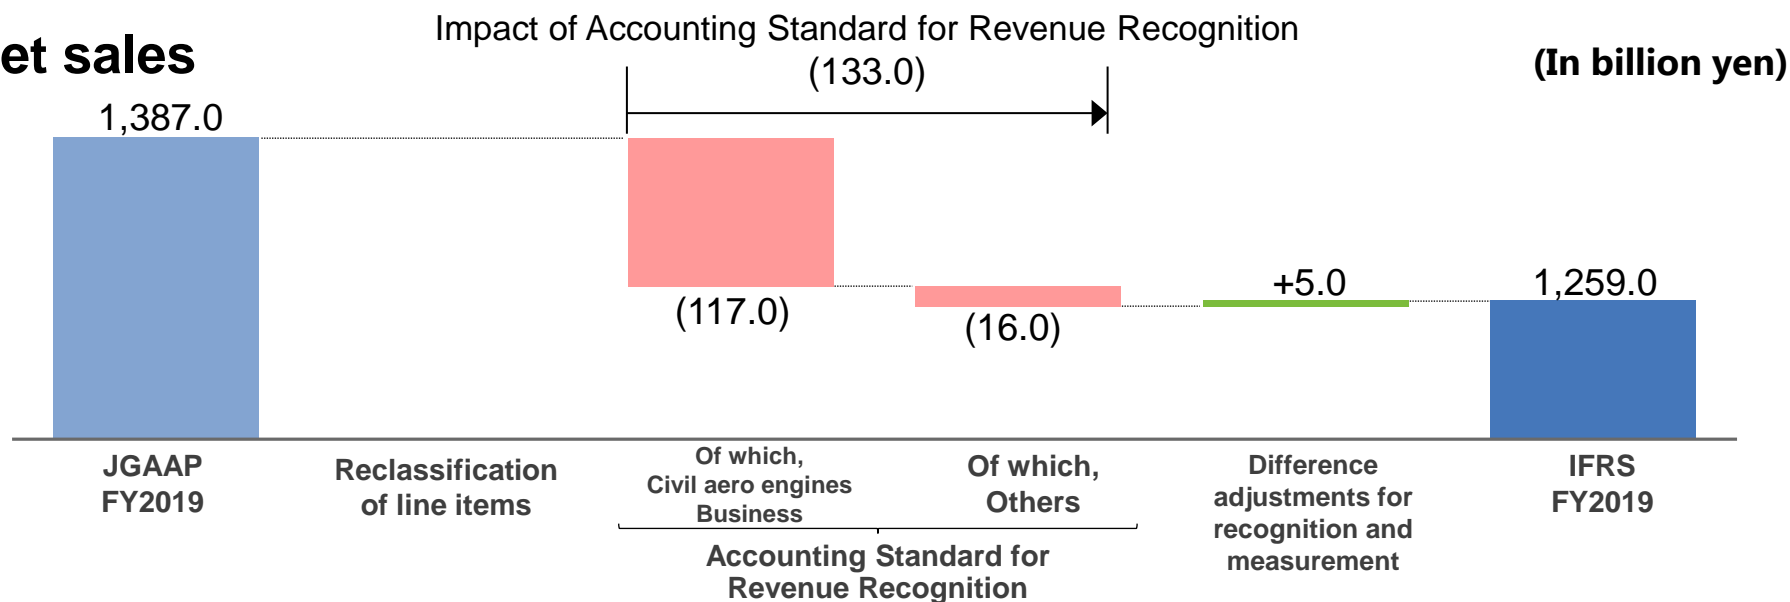 Impact of Accounting Standard for Revenue Recognition
et sales
(133.0)
(In billion yen)
1,387.0
+5.0
1,259.0
(117.0)
(16.0)
JGAAP
FY2019
Reclassification
of line items
Of which,
Civil aero engines
Business
Of which,
Others
Difference
adjustments for
recognition and
measurement
IFRS
FY2019
Accounting Standard for
Revenue Recognition